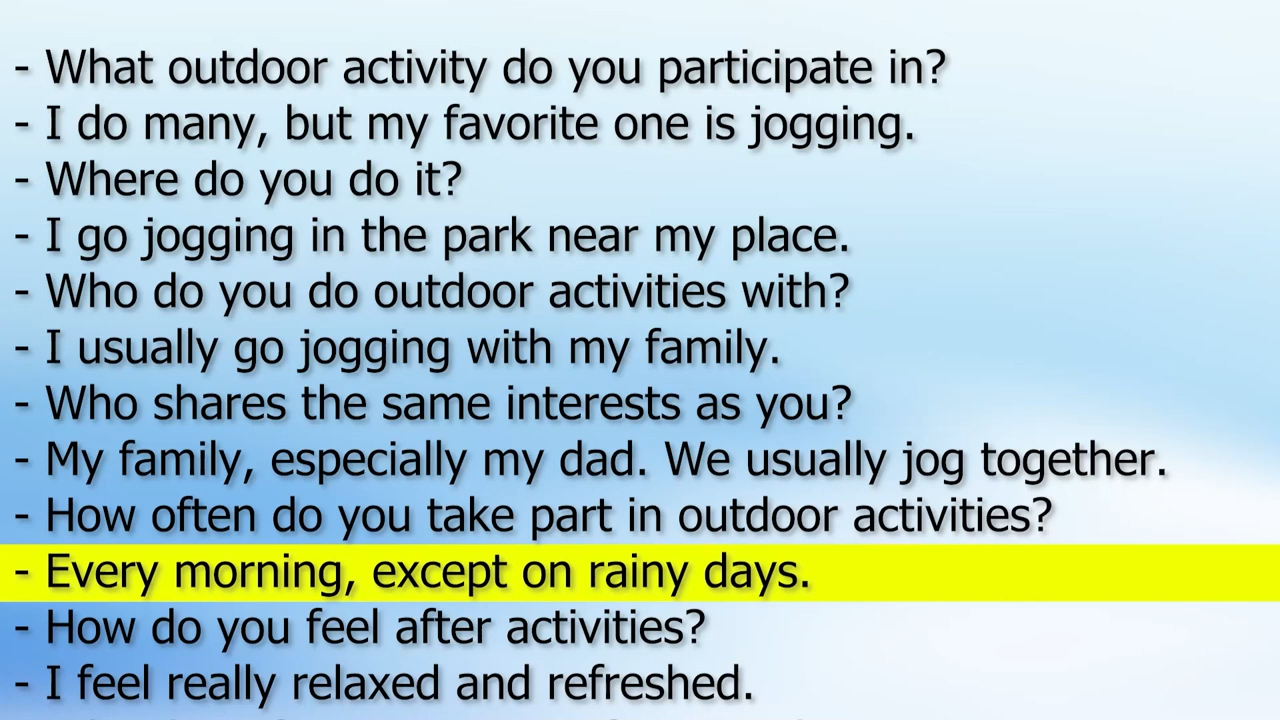 - What outdoor activity do you participate in?
- I do many, but my favorite one is jogging.
- Where do you do it?
- I go jogging in the park near my place.
- Who do you do outdoor activities with?
- I usually go jogging with my family.
- Who shares the same interests as you?
- My family, especially my dad. We usually jog together.
- How often do you take part in outdoor activities?
- Every morning, except on rainy days.
- How do you feel after activities?
- I feel really relaxed and refreshed.